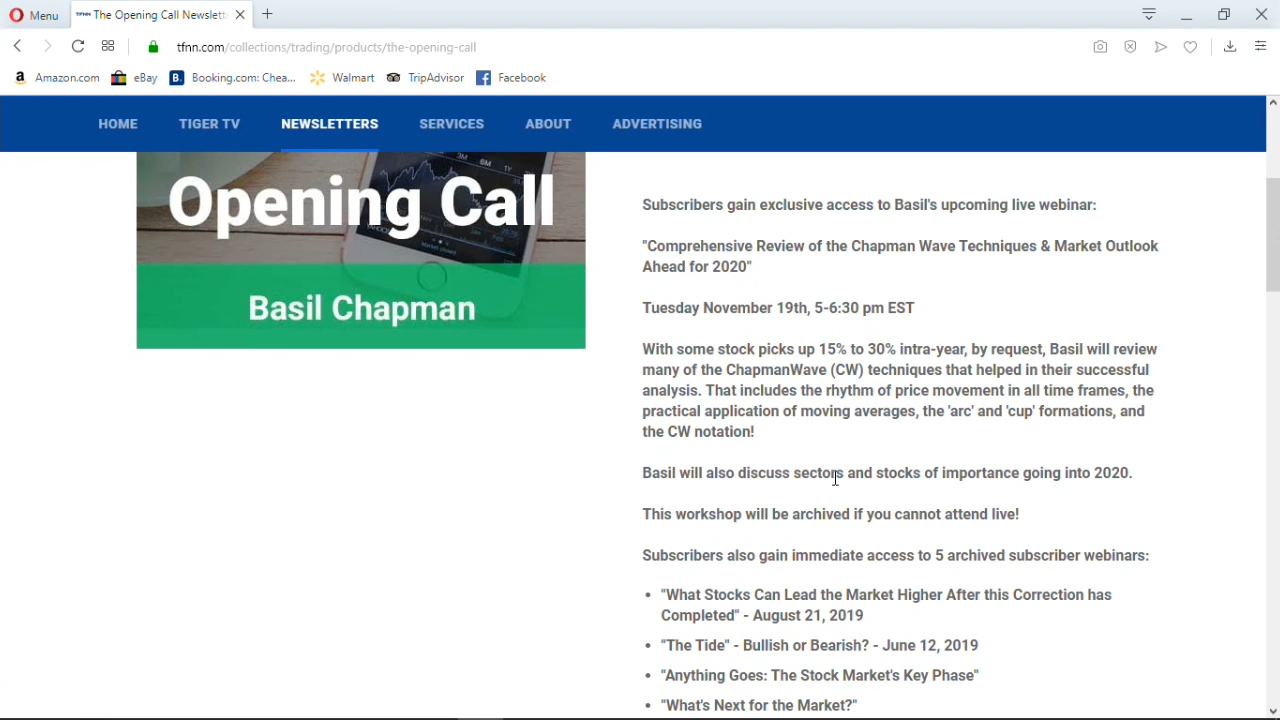 Menu
The Opening Call Newslett
tfnn.com/collections/trading/products/the-opening-call
Amazon.com
eBay
Booking.com: Chea...
Walmart
TripAdvisor
Facebook
HOME
TIGER TV
NEWSLETTERS
SERVICES
ABOUT
ADVERTISING
Opening Call
Basil Chapman
Subscribers gain exclusive access to Basil's upcoming live webinar:
"Comprehensive Review of the Chapman Wave Techniques & Market Outlook
Ahead for 2020"
Tuesday November 19th, 5-6:30 pm EST
With some stock picks up 15% to 30% intra-year, by request, Basil will review
many of the ChapmanWave (CW) techniques that helped in their successful
analysis. That includes the rhythm of price movement in all time frames, the
practical application of moving averages, the 'arc' and 'cup' formations, and
the CW notation!
Basil will also discuss sectors and stocks of importance going into 2020.
This workshop will be archived if you cannot attend live!
Subscribers also gain immediate access to 5 archived subscriber webinars:
• "What Stocks Can Lead the Market Higher After this Correction has
Completed" - August 21, 2019
• "The Tide" - Bullish or Bearish? - June 12, 2019
• "Anything Goes: The Stock Market's Key Phase"
• "What's Next for the Market?"